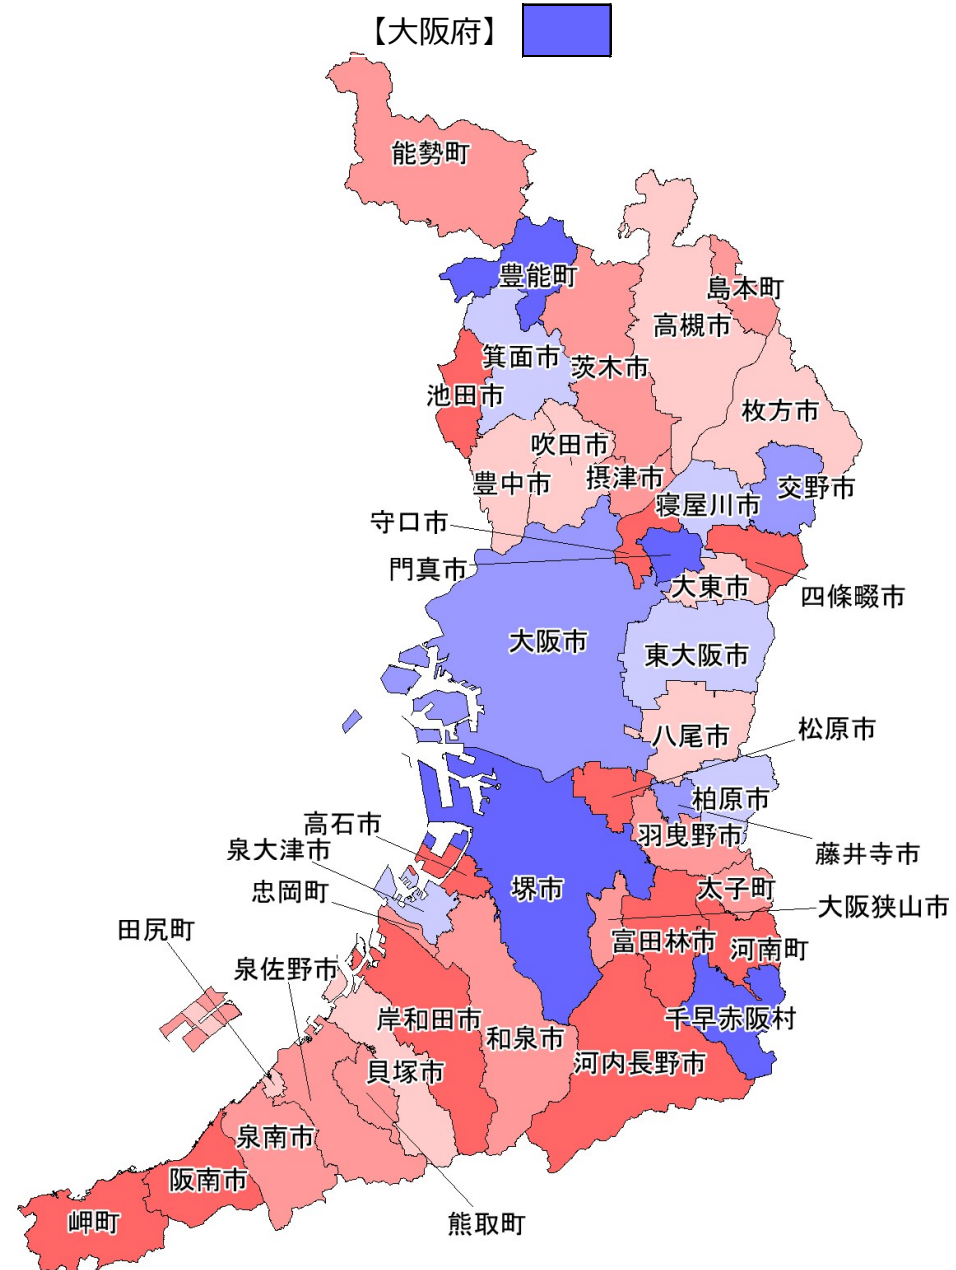 【大阪府】
能勢町
豊能町
島本町
高槻市
箕面市
茨木市
池田市
枚方市
吹田市
摂津市
豊中市
交野市
寝屋川市
守口市
門真市
大東市
四條畷市
大阪市
東大阪市
八尾市
松原市
柏原市
高石市
羽曳野市
泉大津市
藤井寺市
忠岡町
堺市
太子町
大阪狭山市
田尻町
富田林市
河南町
泉佐野市
岸和田市
千早赤阪村
和泉市
河内長野市
貝塚市
泉南市
阪南市
岬町
熊取町